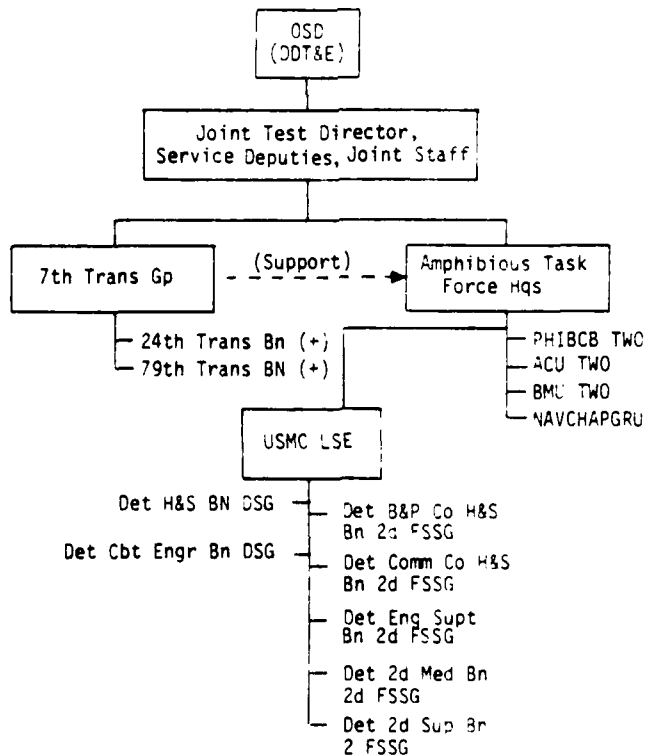 OSD
(DDT&E)
Joint Test Director,
Service Deputies, Joint Staff
7th Trans Gp
(Support)
Amphibious Task
Force Hqs
24th Trans Bn (+)
79th Trans BN (+)
PHIBCB TWO
ACU TWO
BMU TWO
NAVCHAPGRU
USMC LSE
Det H&S BN DSG
Det Cbt Engr Bn DSG
Det B&P Co H&S
Bn 2d FSSG
Det Comm Co H&S
Bn 2d FSSG
Det Eng Supt
Bn 2d FSSG
Det 2d Med Bn
2d FSSG
Det 2d Sup Bn
2 FSSG